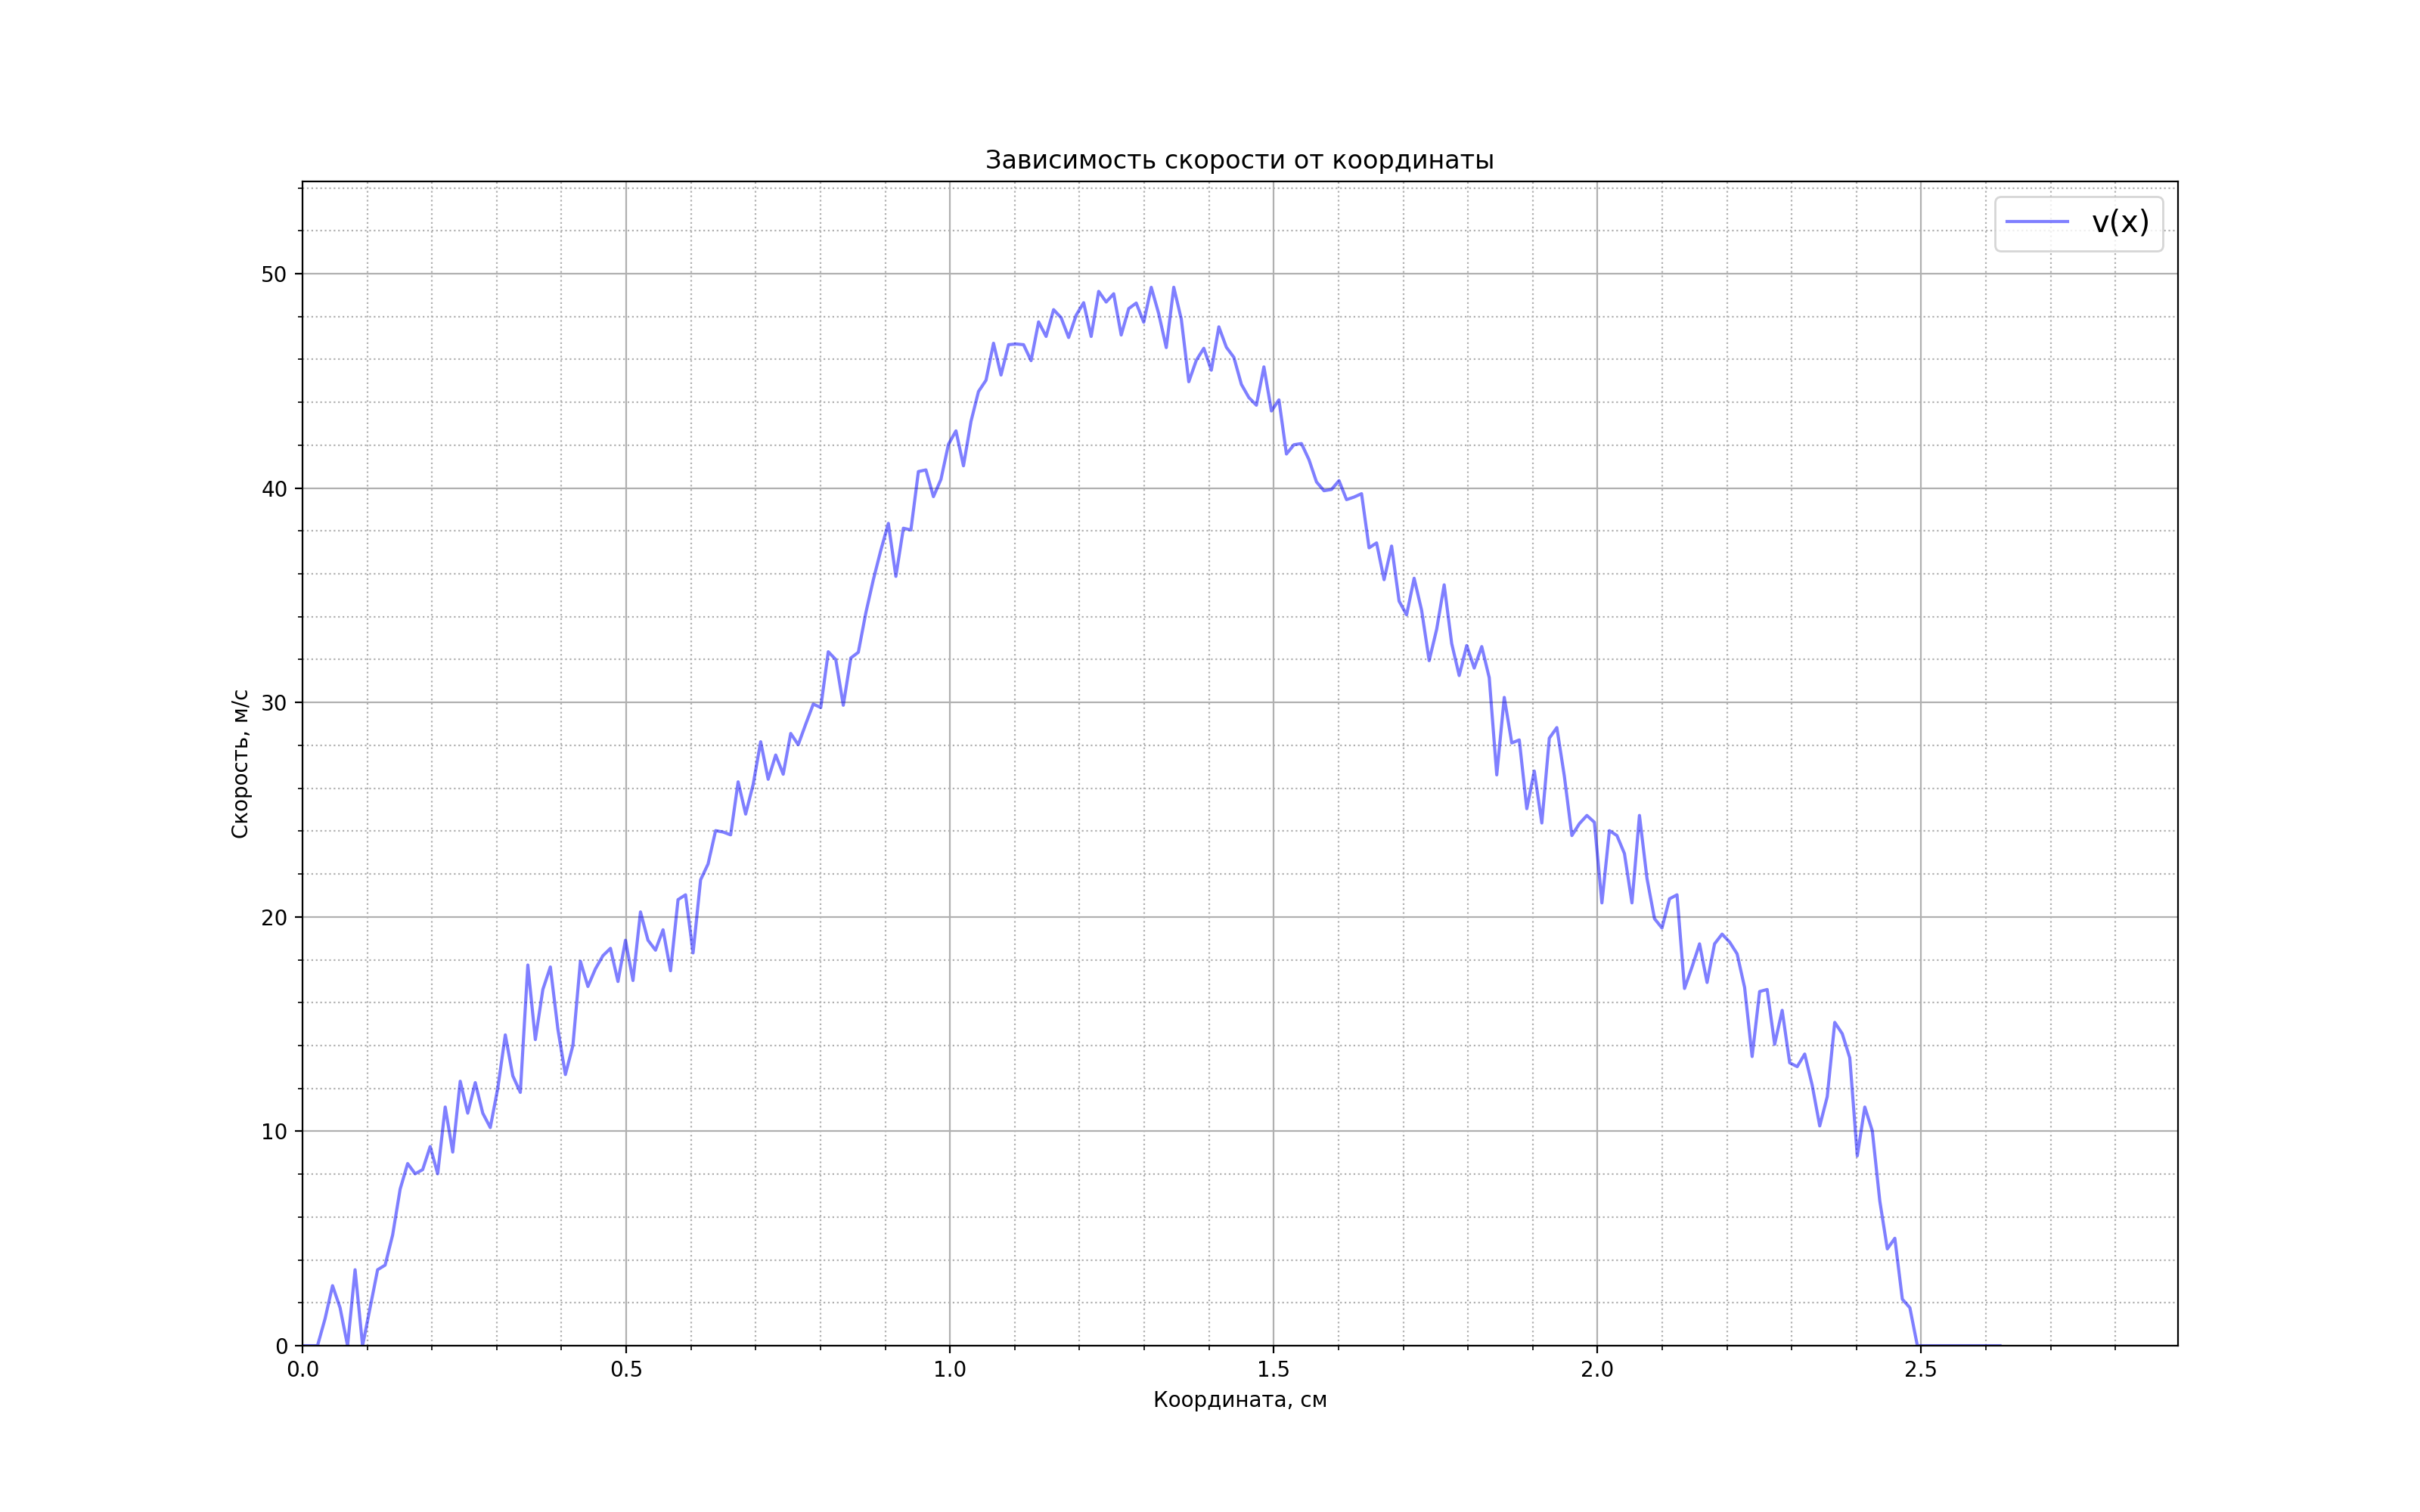 Зависимость скорости от координаты
v(x)
50
40
30
20
10
0
Скорость, м/с
0.0 0.5 1.0 1.5 2.0 2.5
Координата, см